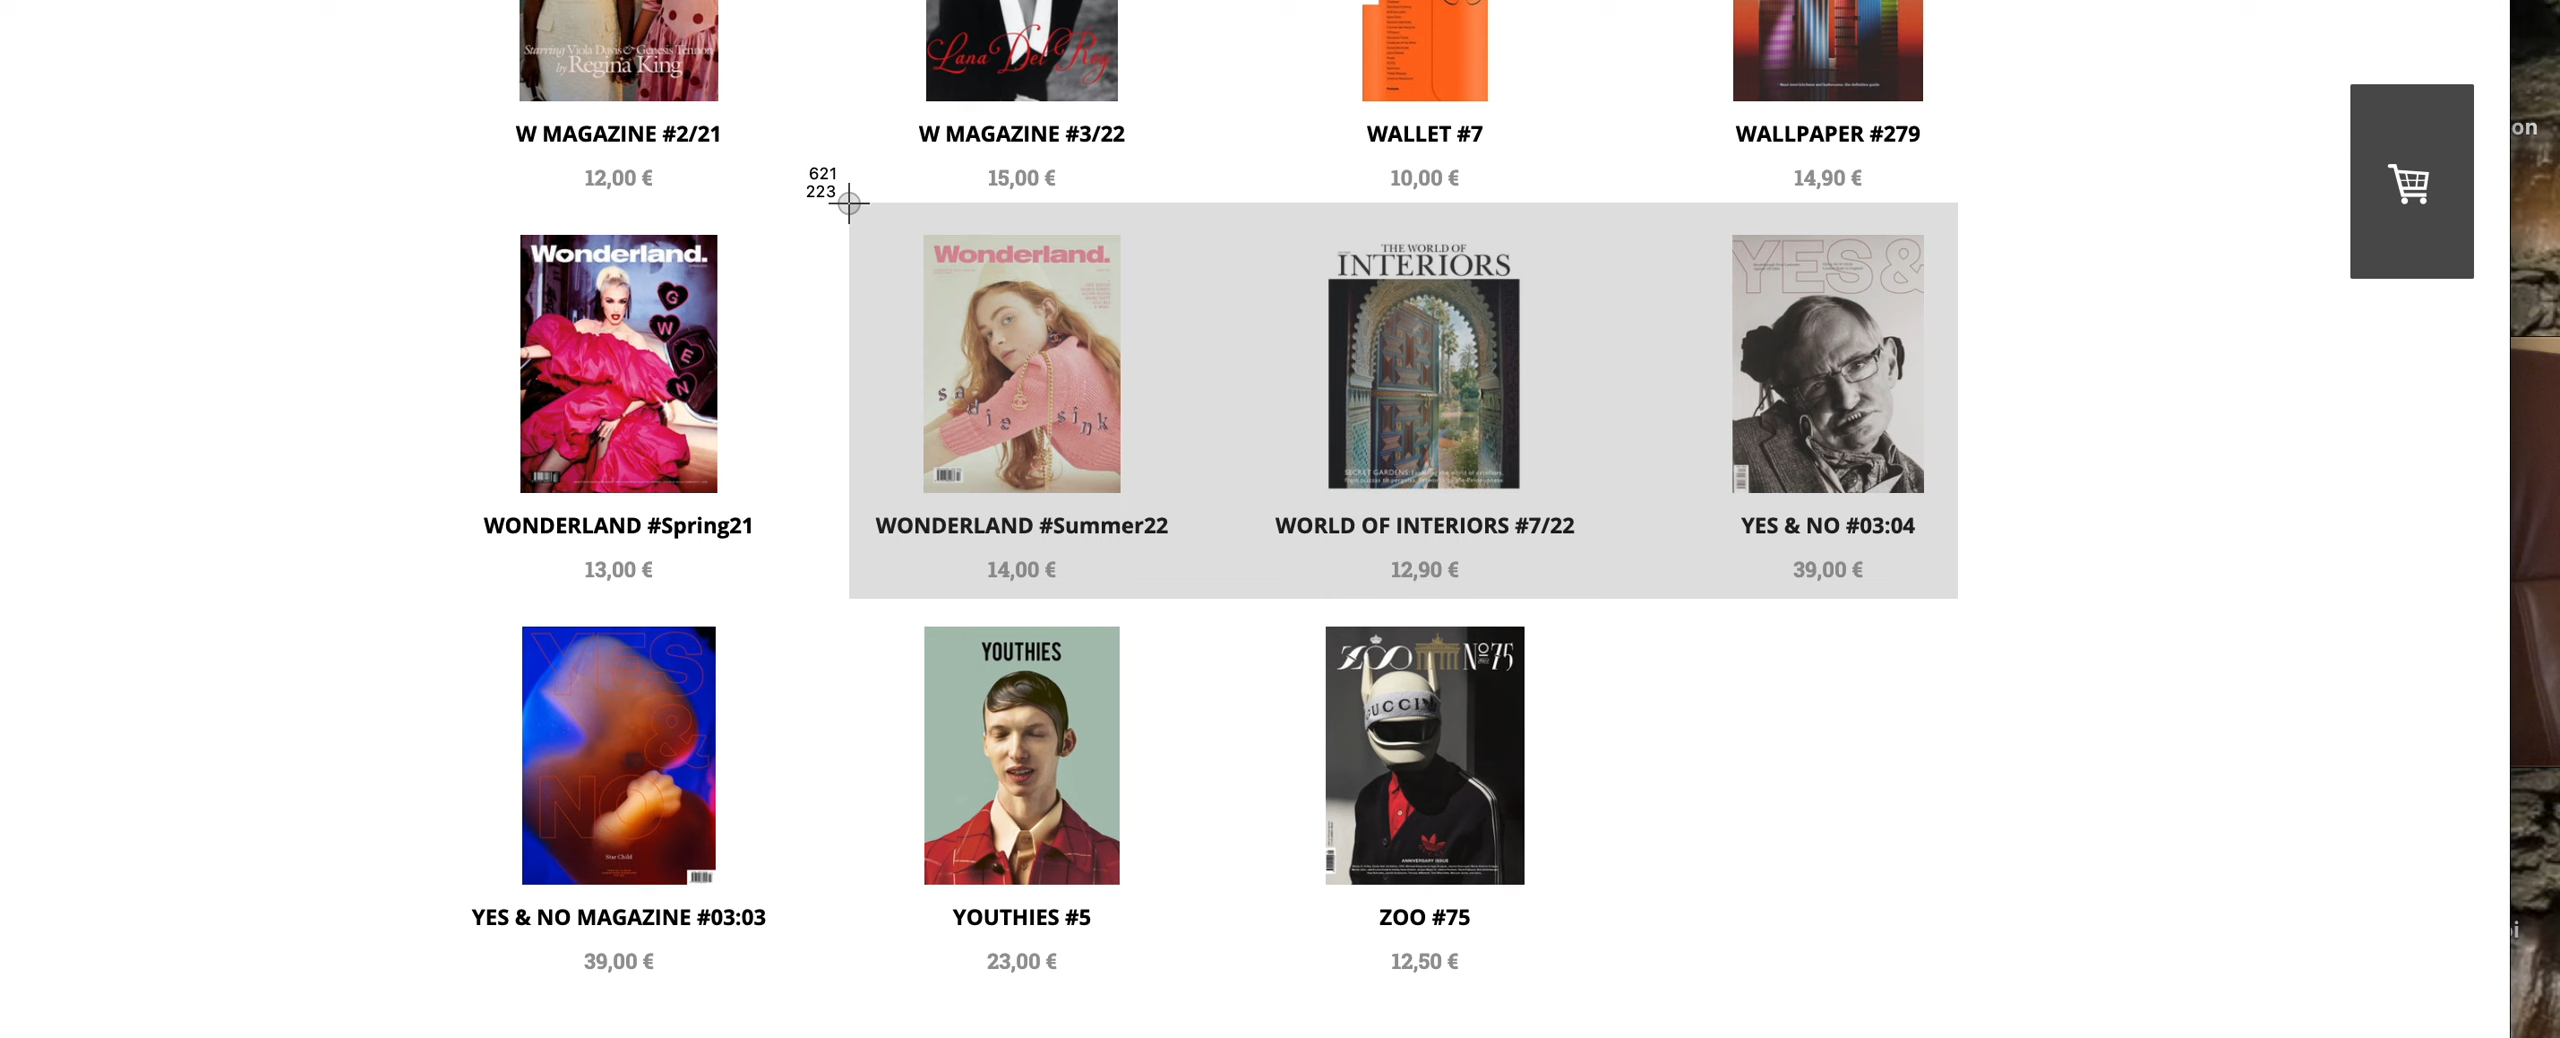 Starring Viola Davis & Genesis Tennon
by Regina King
Lana Del Rey
W MAGAZINE #2/21
W MAGAZINE #3/22
WALLET #7
WALLPAPER #279
12,00 €
15,00 €
10,00 €
14,90 €
621
223
on
Wonderland.
G
W
E
N
Wonderland.
sadie sink
THE WORLD OF
INTERIORS
YES &
WONDERLAND #Spring21
WONDERLAND #Summer22
WORLD OF INTERIORS #7/22
YES & NO #03:04
13,00 €
14,00 €
12,90 €
39,00 €
YES
&
NO
Star Child
YOUTHIES
ZOO Nº75
GUCCI
ANNIVERSARY ISSUE
YES & NO MAGAZINE #03:03
YOUTHIES #5
ZOO #75
39,00 €
23,00 €
12,50 €